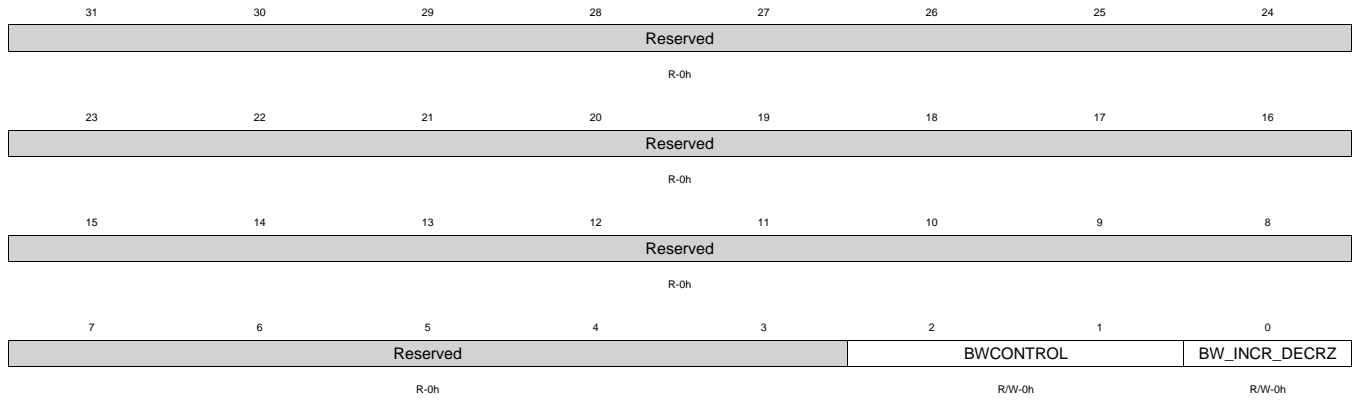 31 30 29 28 27 26 25 24
Reserved
R-0h
23 22 21 20 19 18 17 16
Reserved
R-0h
15 14 13 12 11 10 9 8
Reserved
R-0h
7 6 5 4 3 2 1 0
Reserved BWCONTROL BW_INCR_DECRZ
R-0h R/W-0h R/W-0h